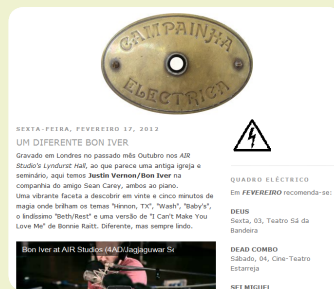 CAMPAINHA
ELECTRICA
SEXTA-FEIRA, FEVEREIRO 17, 2012
UM DIFERENTE BON IVER
Gravado em Londres no passado mês Outubro nos AIR
Studio's Lyndurst Hall, ao que parece uma antiga igreja e
seminário, aqui temos Justin Vernon/Bon Iver na
companhia do amigo Sean Carey, ambos ao piano.
Uma vibrante faceta a descobrir em vinte e cinco minutos de
magia onde brilham os temas "Hinnon, TX", "Wash", "Baby's",
o lindíssimo "Beth/Rest" e uma versão de "I Can't Make You
Love Me" de Bonnie Raitt. Diferente, mas sempre lindo.
Bon Iver at AIR Studios (4AD/Jagjaguwar Se
QUADRO ELÉCTRICO
Em FEVEREIRO recomenda-se:
DEUS
Sexta, 03, Teatro Sá da
Bandeira
DEAD COMBO
Sábado, 04, Cine-Teatro
Estarreja
SEI MIGUEL